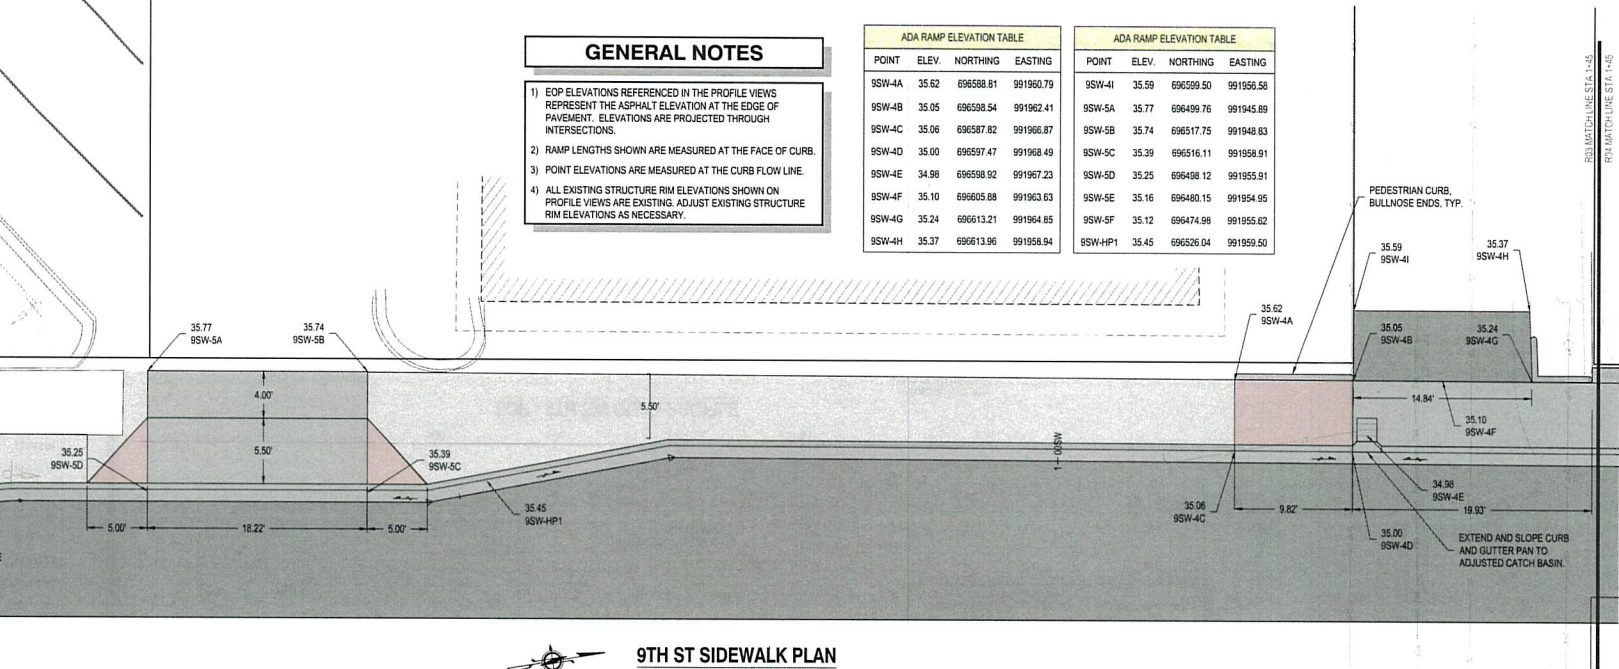 GENERAL NOTES
1) EOP ELEVATIONS REFERENCED IN THE PROFILE VIEWS
REPRESENT THE ASPHALT ELEVATION AT THE EDGE OF
PAVEMENT. ELEVATIONS ARE PROJECTED THROUGH
INTERSECTIONS.
2) RAMP LENGTHS SHOWN ARE MEASURED AT THE FACE OF CURB.
3) POINT ELEVATIONS ARE MEASURED AT THE CURB FLOW LINE.
4) ALL EXISTING STRUCTURE RIM ELEVATIONS SHOWN ON
PROFILE VIEWS ARE EXISTING. ADJUST EXISTING STRUCTURE
RIM ELEVATIONS AS NECESSARY.
ADA RAMP ELEVATION TABLE
POINT ELEV. NORTHING EASTING
9SW-4A 35.62 696588.81 991960.79
9SW-4B 35.05 696598.54 991962.41
9SW-4C 35.06 696587.82 991966.87
9SW-4D 35.00 696597.47 991968.49
9SW-4E 34.98 696598.92 991967.23
9SW-4F 35.10 696605.88 991963.63
9SW-4G 35.24 696613.21 991964.85
9SW-4H 35.37 696613.96 991958.94
ADA RAMP ELEVATION TABLE
POINT ELEV. NORTHING EASTING
9SW-4I 35.59 696599.50 991956.58
9SW-5A 35.77 696499.76 991945.89
9SW-5B 35.74 696517.75 991948.83
9SW-5C 35.39 696516.11 991958.91
9SW-5D 35.25 696498.12 991955.91
9SW-5E 35.16 696480.15 991954.95
9SW-5F 35.12 696474.98 991955.62
9SW-HP1 35.45 696526.04 991959.50
R03 MATCH LINE STA 1+45
R04 MATCH LINE STA 1+45
PEDESTRIAN CURB,
BULLNOSE ENDS, TYP.
35.59
9SW-4I
35.37
9SW-4H
35.62
9SW-4A
35.77
9SW-5A
35.74
9SW-5B
35.05
9SW-4B
35.24
9SW-4G
4.00'
5.50'
14.84'
35.10
9SW-4F
5.50'
35.25
9SW-5D
35.39
9SW-5C
1+00SW
34.98
9SW-4E
35.45
9SW-HP1
35.06
9SW-4C
9.82'
19.93'
5.00'
18.22'
5.00'
35.00
9SW-4D
EXTEND AND SLOPE CURB
AND GUTTER PAN TO
ADJUSTED CATCH BASIN.
9TH ST SIDEWALK PLAN